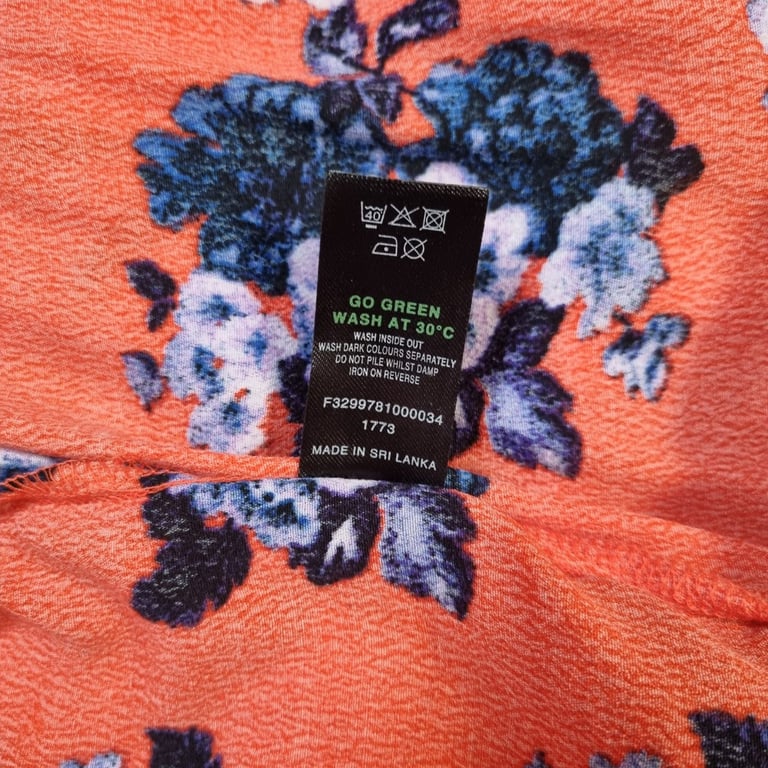 40
GO GREEN
WASH AT 30°C
WASH INSIDE OUT
WASH DARK COLOURS SEPARATELY
DO NOT PILE WHILST DAMP
IRON ON REVERSE
F3299781000034
1773
MADE IN SRI LANKA